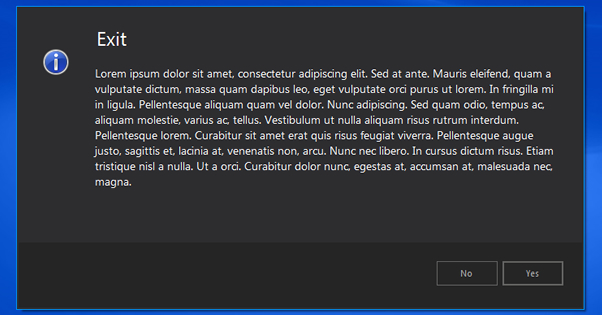 Exit
Lorem ipsum dolor sit amet, consectetur adipiscing elit. Sed at ante. Mauris eleifend, quam a
vulputate dictum, massa quam dapibus leo, eget vulputate orci purus ut lorem. In fringilla mi
in ligula. Pellentesque aliquam quam vel dolor. Nunc adipiscing. Sed quam odio, tempus ac,
aliquam molestie, varius ac, tellus. Vestibulum ut nulla aliquam risus rutrum interdum.
Pellentesque lorem. Curabitur sit amet erat quis risus feugiat viverra. Pellentesque augue
justo, sagittis et, lacinia at, venenatis non, arcu. Nunc nec libero. In cursus dictum risus. Etiam
tristique nisl a nulla. Ut a orci. Curabitur dolor nunc, egestas at, accumsan at, malesuada nec,
magna.
No
Yes